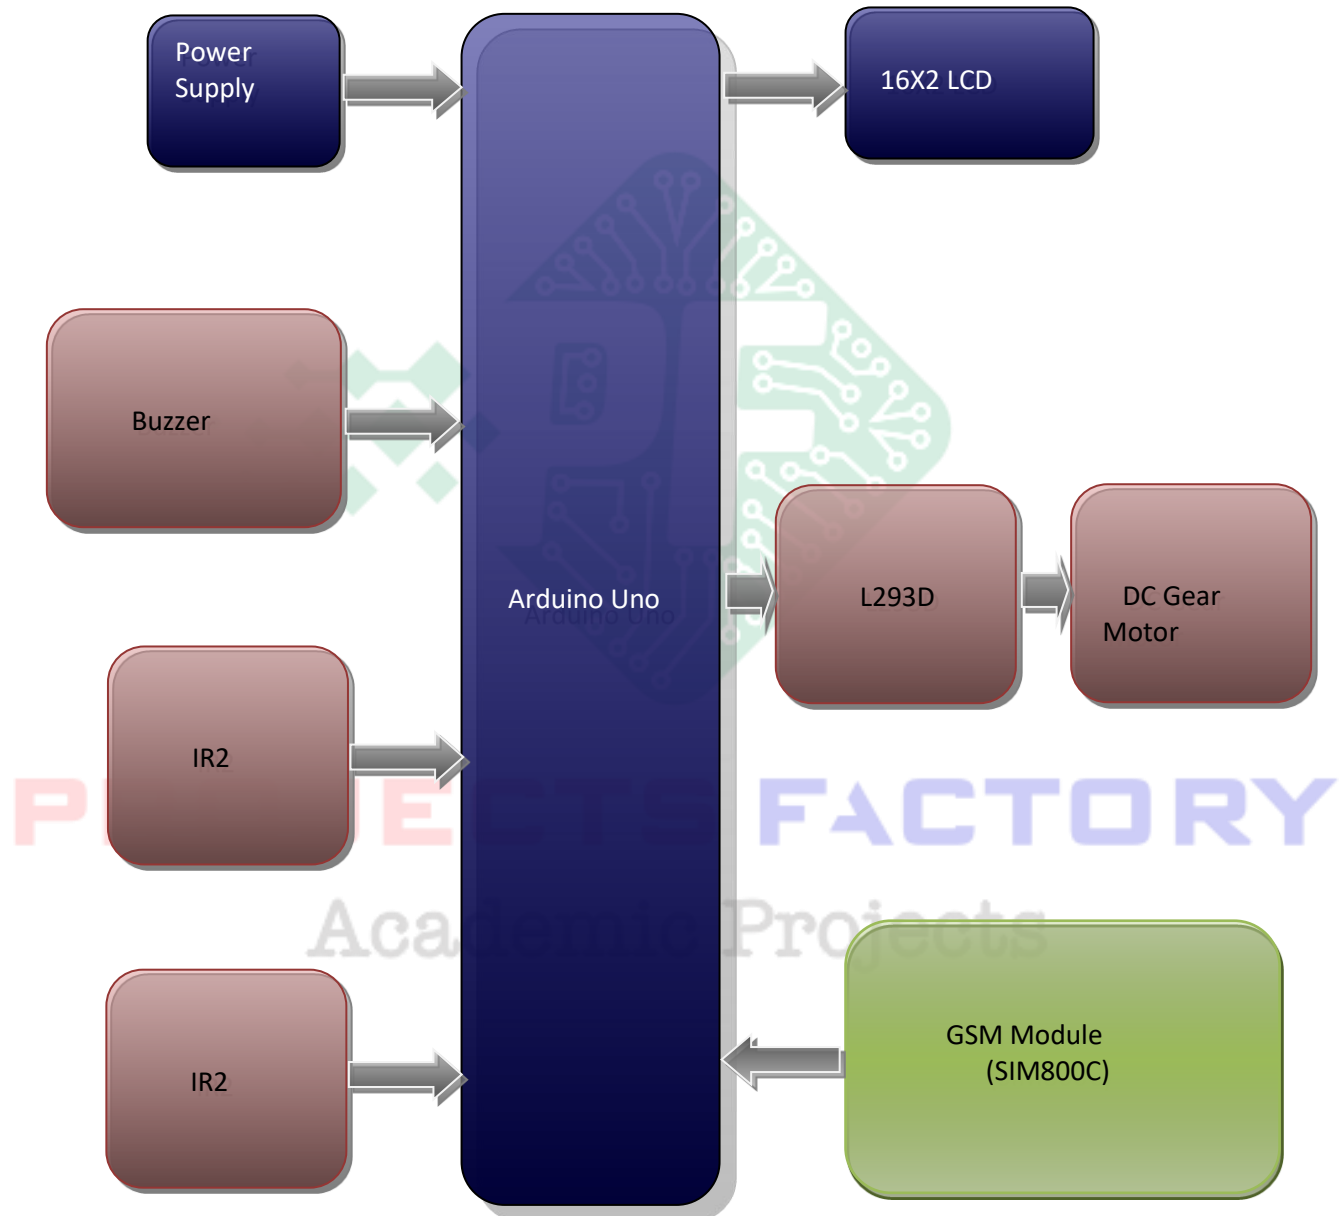 Power
Supply
16X2 LCD
Buzzer
Arduino Uno
L293D
DC Gear
Motor
IR2
PROJECTS FACTORY
Academic Projects
IR2
GSM Module
(SIM800C)